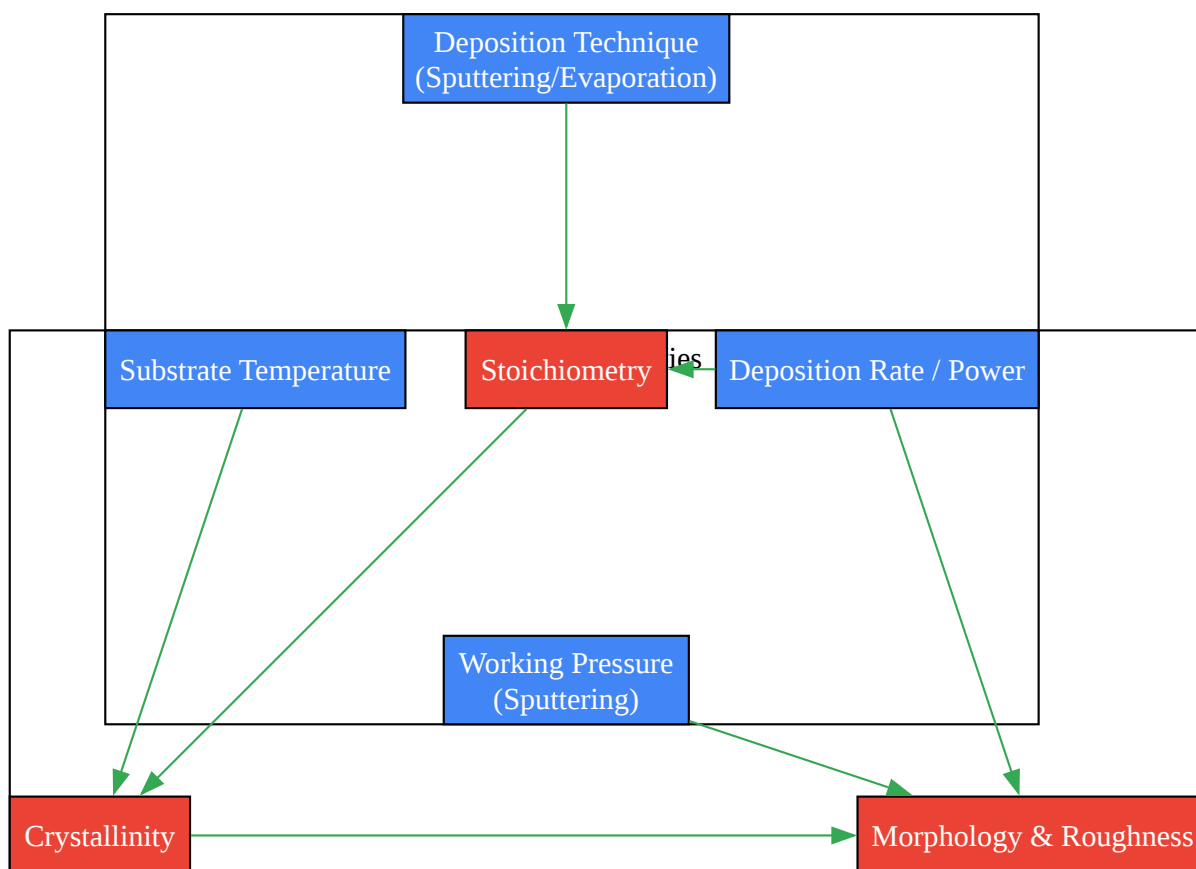 Deposition Technique
(Sputtering/Evaporation)
Substrate Temperature
Stoichiometry
Deposition Rate / Power
Working Pressure
(Sputtering)
Crystallinity
Morphology & Roughness